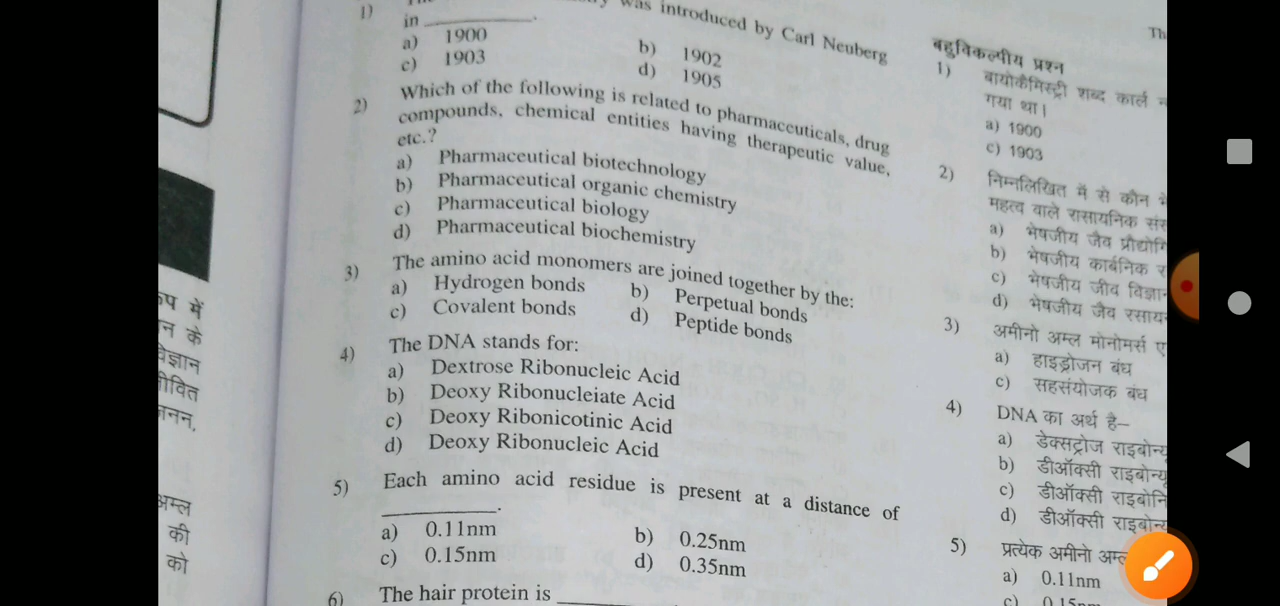 1)
was introduced by Carl Neuberg
in ____________.
a) 1900 b) 1902
c) 1903 d) 1905
2) Which of the following is related to pharmaceuticals, drug
compounds, chemical entities having therapeutic value,
etc.?
a) Pharmaceutical biotechnology
b) Pharmaceutical organic chemistry
c) Pharmaceutical biology
d) Pharmaceutical biochemistry
3) The amino acid monomers are joined together by the:
a) Hydrogen bonds b) Perpetual bonds
c) Covalent bonds d) Peptide bonds
4) The DNA stands for:
a) Dextrose Ribonucleic Acid
b) Deoxy Ribonucleiate Acid
c) Deoxy Ribonicotinic Acid
d) Deoxy Ribonucleic Acid
5) Each amino acid residue is present at a distance of
____________.
a) 0.11nm b) 0.25nm
c) 0.15nm d) 0.35nm
6) The hair protein is ____________
Th
बहुविकल्पीय प्रश्न
1) बायोकैमिस्ट्री शब्द कार्ल
गया था।
a) 1900
c) 1903
2) निम्नलिखित में से कौन
महत्व वाले रासायनिक
a) भेषजीय जैव
b) भेषजीय कार्बनिक
c) भेषजीय जीव
d) भेषजीय जैव
3) अमीनो अम्ल मोनोमर्स
a) हाइड्रोजन बंध
c) सहसंयोजक बंध
4) DNA का अर्थ है–
a) डेक्सट्रोज
b) डीऑक्सी
c) डीऑक्सी
d) डीऑक्सी
5) प्रत्येक अमीनो
a) 0.11nm
c)
में
के
अम्ल
की
को